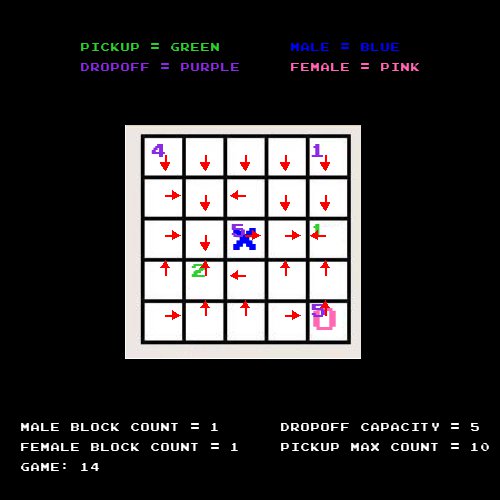 PICKUP = GREEN MALE = BLUE
DROPOFF = PURPLE FEMALE = PINK
4 1
5 X 1
2
5 O
MALE BLOCK COUNT = 1 DROPOFF CAPACITY = 5
FEMALE BLOCK COUNT = 1 PICKUP MAX COUNT = 10
GAME: 14